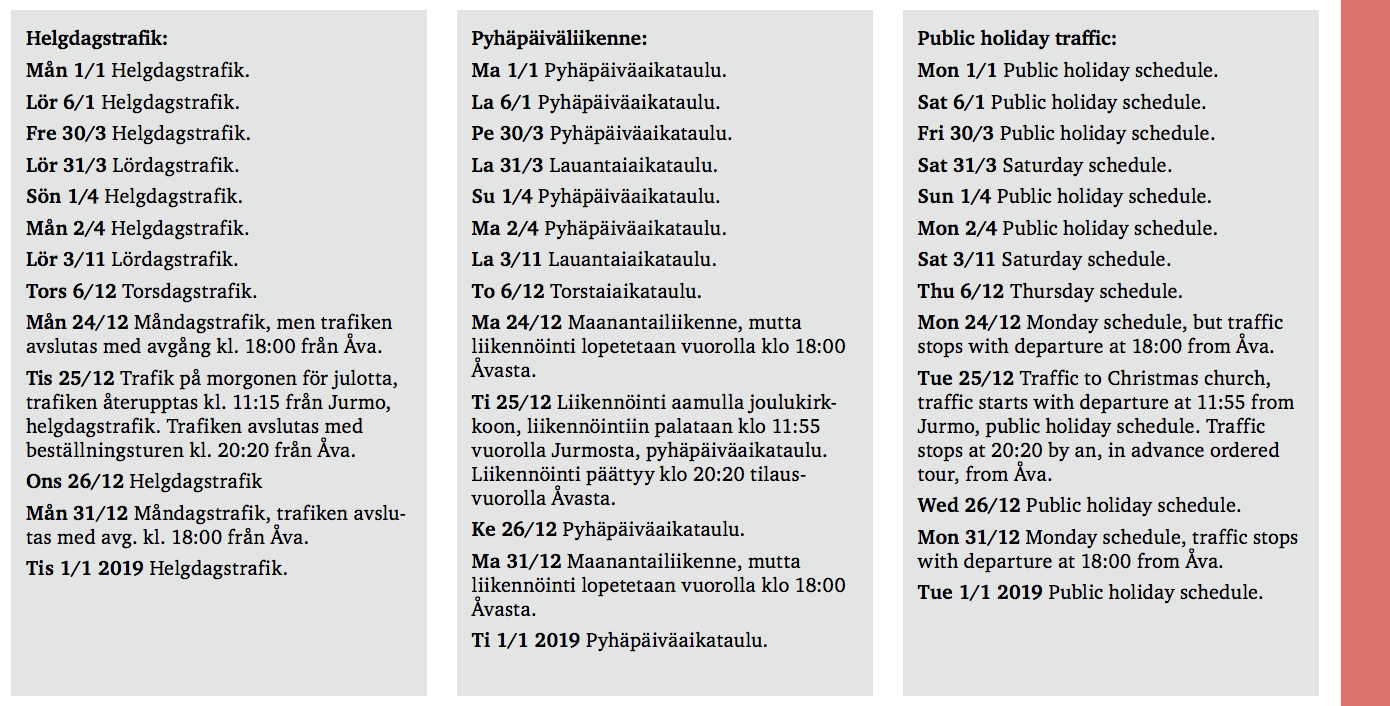 Helgdagstrafik:
Mån 1/1 Helgdagstrafik.
Lör 6/1 Helgdagstrafik.
Fre 30/3 Helgdagstrafik.
Lör 31/3 Lördagstrafik.
Sön 1/4 Helgdagstrafik.
Mån 2/4 Helgdagstrafik.
Lör 3/11 Lördagstrafik.
Tors 6/12 Torsdagstrafik.
Mån 24/12 Måndagstrafik, men trafiken
avslutas med avgång kl. 18:00 från Åva.
Tis 25/12 Trafik på morgonen för julotta,
trafiken återupptas kl. 11:15 från Jurmo,
helgdagstrafik. Trafiken avslutas med
beställningsturen kl. 20:20 från Åva.
Ons 26/12 Helgdagstrafik
Mån 31/12 Måndagstrafik, trafiken avslu-
tas med avg. kl. 18:00 från Åva.
Tis 1/1 2019 Helgdagstrafik.
Pyhäpäiväliikenne:
Ma 1/1 Pyhäpäiväaikataulu.
La 6/1 Pyhäpäiväaikataulu.
Pe 30/3 Pyhäpäiväaikataulu.
La 31/3 Lauantaiaikataulu.
Su 1/4 Pyhäpäiväaikataulu.
Ma 2/4 Pyhäpäiväaikataulu.
La 3/11 Lauantaiaikataulu.
To 6/12 Torstaiaikataulu.
Ma 24/12 Maanantailiikenne, mutta
liikennöinti lopetetaan vuorolla klo 18:00
Åvasta.
Ti 25/12 Liikennöinti aamulla joulukirk-
koon, liikennöintiin palataan klo 11:55
vuorolla Jurmosta, pyhäpäiväaikataulu.
Liikennöinti päättyy klo 20:20 tilaus-
vuorolla Åvasta.
Ke 26/12 Pyhäpäiväaikataulu.
Ma 31/12 Maanantailiikenne, mutta
liikennöinti lopetetaan vuorolla klo 18:00
Åvasta.
Ti 1/1 2019 Pyhäpäiväaikataulu.
Public holiday traffic:
Mon 1/1 Public holiday schedule.
Sat 6/1 Public holiday schedule.
Fri 30/3 Public holiday schedule.
Sat 31/3 Saturday schedule.
Sun 1/4 Public holiday schedule.
Mon 2/4 Public holiday schedule.
Sat 3/11 Saturday schedule.
Thu 6/12 Thursday schedule.
Mon 24/12 Monday schedule, but traffic
stops with departure at 18:00 from Åva.
Tue 25/12 Traffic to Christmas church,
traffic starts with departure at 11:55 from
Jurmo, public holiday schedule. Traffic
stops at 20:20 by an, in advance ordered
tour, from Åva.
Wed 26/12 Public holiday schedule.
Mon 31/12 Monday schedule, traffic stops
with departure at 18:00 from Åva.
Tue 1/1 2019 Public holiday schedule.